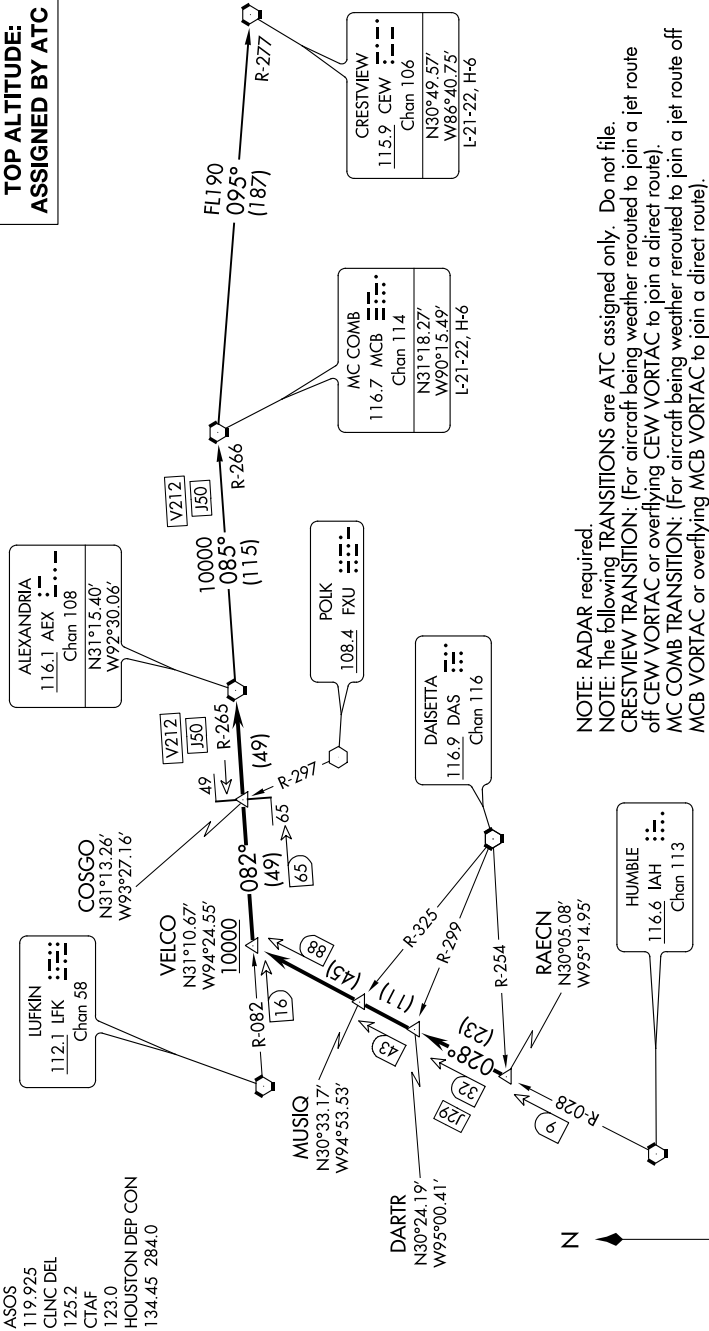 TOP ALTITUDE:
ASSIGNED BY ATC
ASOS
119.925
CLNC DEL
125.2
CTAF
123.0
HOUSTON DEP CON
134.45 284.0
LUFKIN
112.1 LFK
Chan 58
COSGO
N31°13.26′
W93°27.16′
VELCO
N31°10.67′
W94°24.55′
10000
ALEXANDRIA
116.1 AEX
Chan 108
N31°15.40′
W92°30.06′
V212
J50
R-265
(49)
49
082°
(49)
65
65
R-297
POLK
108.4 FXU
V212
J50
10000
085°
(115)
R-266
MC COMB
116.7 MCB
Chan 114
N31°18.27′
W90°15.49′
L-21-22, H-6
FL190
095°
(187)
R-277
CRESTVIEW
115.9 CEW
Chan 106
N30°49.57′
W86°40.75′
L-21-22, H-6
R-082
16
88
(45)
MUSIQ
N30°33.17′
W94°53.53′
43
(11)
R-325
R-299
R-254
DAISETTA
116.9 DAS
Chan 116
DARTR
N30°24.19′
W95°00.41′
J29
32
028°
(23)
RAECN
N30°05.08′
W95°14.95′
9
R-028
HUMBLE
116.6 IAH
Chan 113
N
NOTE: RADAR required.
NOTE: The following TRANSITIONS are ATC assigned only. Do not file.
CRESTVIEW TRANSITION: (For aircraft being weather rerouted to join a jet route
off CEW VORTAC or overflying CEW VORTAC to join a direct route).
MC COMB TRANSITION: (For aircraft being weather rerouted to join a jet route off
MCB VORTAC or overflying MCB VORTAC to join a direct route).